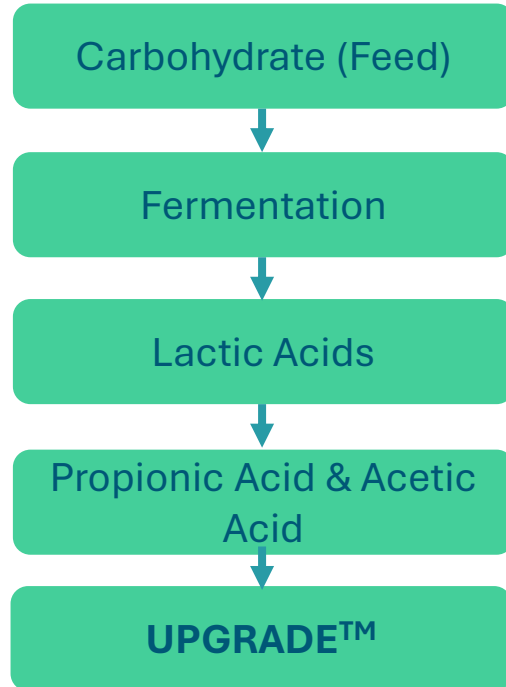 Carbohydrate (Feed)
Fermentation
Lactic Acids
Propionic Acid & Acetic
Acid
UPGRADE™